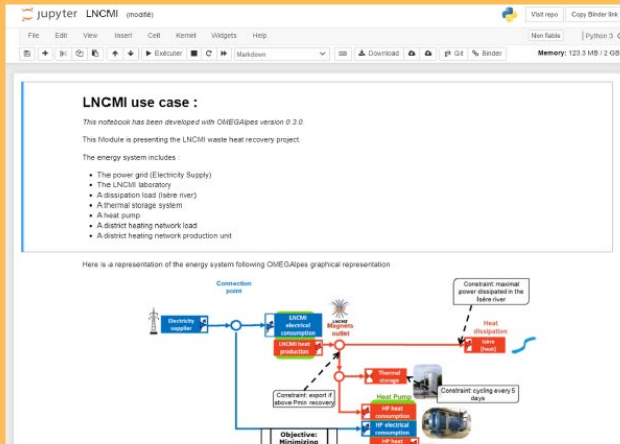 jupyter LNCMI (modifié)
Visit repo Copy Binder link
File Edit View Insert Cell Kernel Widgets Help
Non fiable Python 3
Exécuter Markdown Download Git Binder Memory: 123.3 MB / 2 GB
LNCMI use case :
This notebook has been developed with OMEGAlpes version 0.3.0.
This Module is presenting the LNCMI waste heat recovery project.
The energy system includes :
The power grid (Electricity Supply)
The LNCMI laboratory
A dissipation load (Isère river)
A thermal storage system
A heat pump
A district heating network load
A district heating network production unit
Here is a representation of the energy system following OMEGAlpes graphical representation
Connection
point
Constraint: maximal
power dissipated in the
Isère river
Electricity
supplier
LNCMI
electrical
consumption
LNCMI
Magnets
outlet
LNCMI heat
production
Heat
dissipation
Isère
(heat)
Thermal
storage
Constraint: export if
above Pmin recovery
Constraint: cycling every 5
days
Heat Pump
HP heat
consumption
HP electrical
consumption
HP heat
Objective:
Minimizing